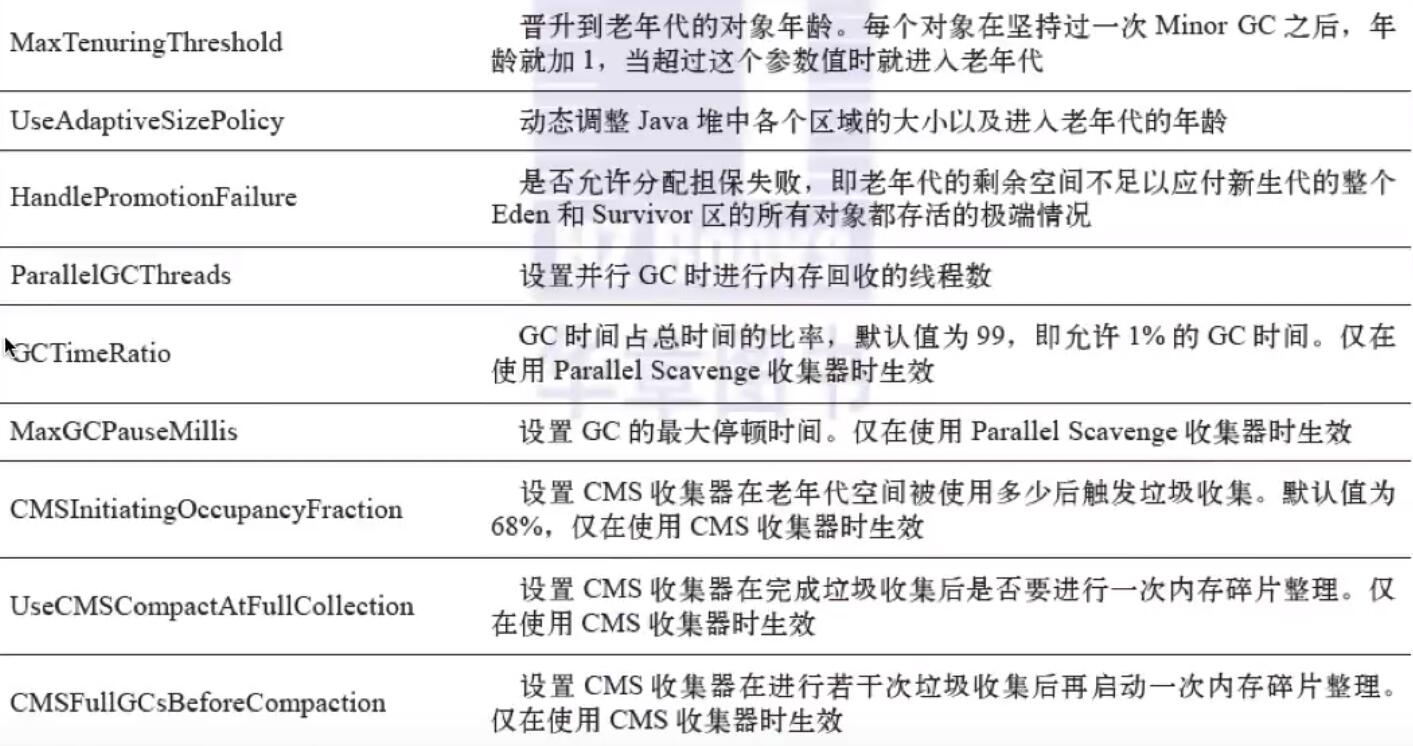 MaxTenuringThreshold
晋升到老年代的对象年龄。每个对象在坚持过一次 Minor GC 之后，年
龄就加 1，当超过这个参数值时就进入老年代
UseAdaptiveSizePolicy
动态调整 Java 堆中各个区域的大小以及进入老年代的年龄
HandlePromotionFailure
是否允许分配担保失败，即老年代的剩余空间不足以应付新生代的整个
Eden 和 Survivor 区的所有对象都存活的极端情况
ParallelGCThreads
设置并行 GC 时进行内存回收的线程数
GCTimeRatio
GC 时间占总时间的比率，默认值为 99，即允许 1% 的 GC 时间。仅在
使用 Parallel Scavenge 收集器时生效
MaxGCPauseMillis
设置 GC 的最大停顿时间。仅在使用 Parallel Scavenge 收集器时生效
CMSInitiatingOccupancyFraction
设置 CMS 收集器在老年代空间被使用多少后触发垃圾收集。默认值为
68%，仅在使用 CMS 收集器时生效
UseCMSCompactAtFullCollection
设置 CMS 收集器在完成垃圾收集后是否要进行一次内存碎片整理。仅
在使用 CMS 收集器时生效
CMSFullGCsBeforeCompaction
设置 CMS 收集器在进行若干次垃圾收集后再启动一次内存碎片整理。
仅在使用 CMS 收集器时生效